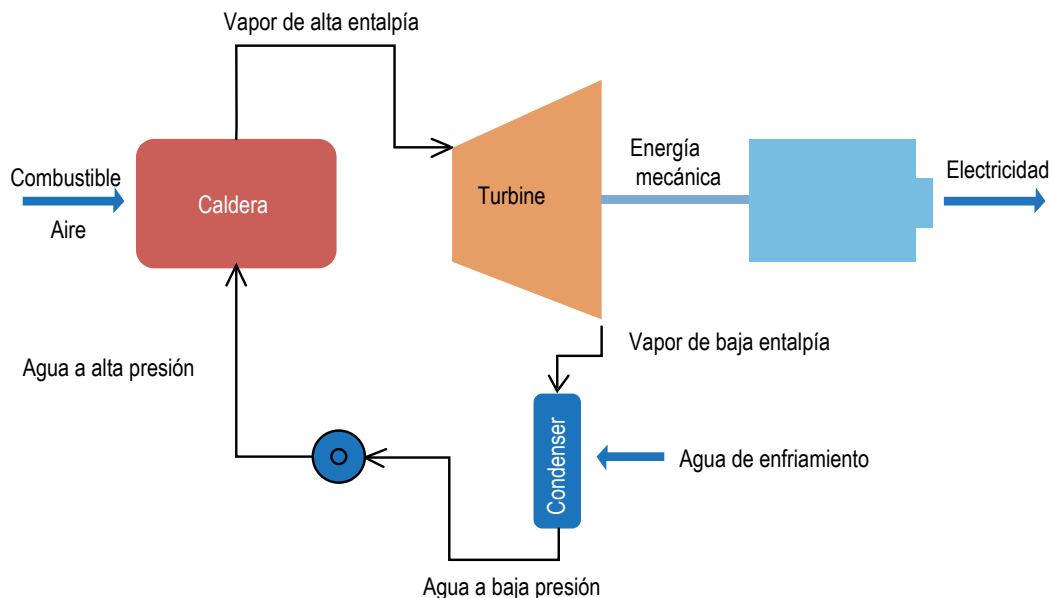 Vapor de alta entalpía
Combustible
Aire
Caldera
Turbine
Energía
mecánica
Electricidad
Vapor de baja entalpía
Agua a alta presión
Condenser
Agua de enfriamiento
Agua a baja presión